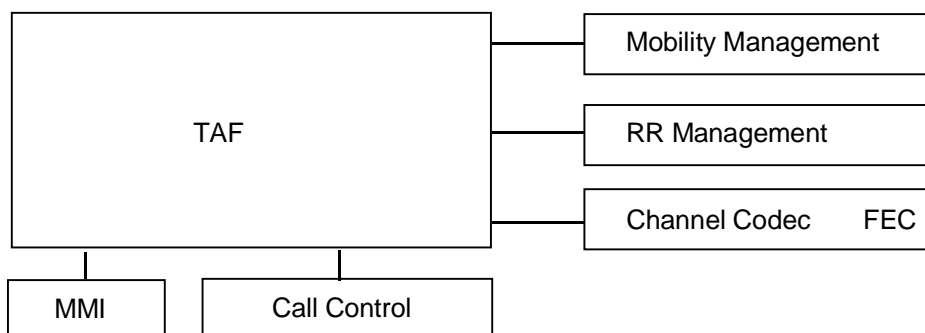 Mobility Management
TAF
RR Management
Channel Codec FEC
MMI
Call Control